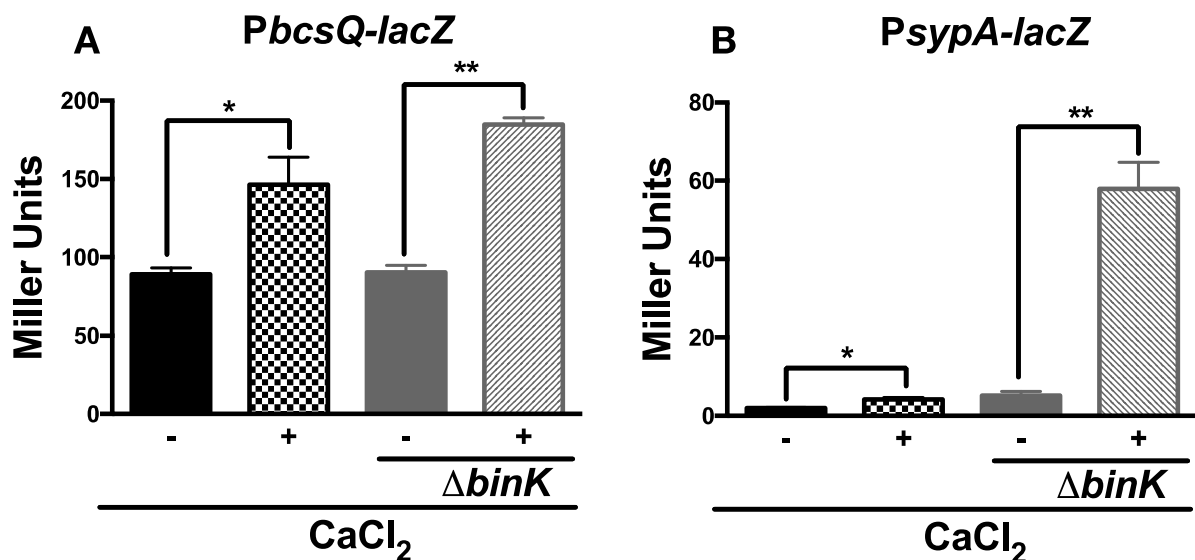 A
PbcsQ-lacZ
Miller Units
200
150
100
50
0
*
**
- + - +
ΔbinK
CaCl₂
B
PsypA-lacZ
Miller Units
80
60
40
20
0
*
**
- + - +
ΔbinK
CaCl₂